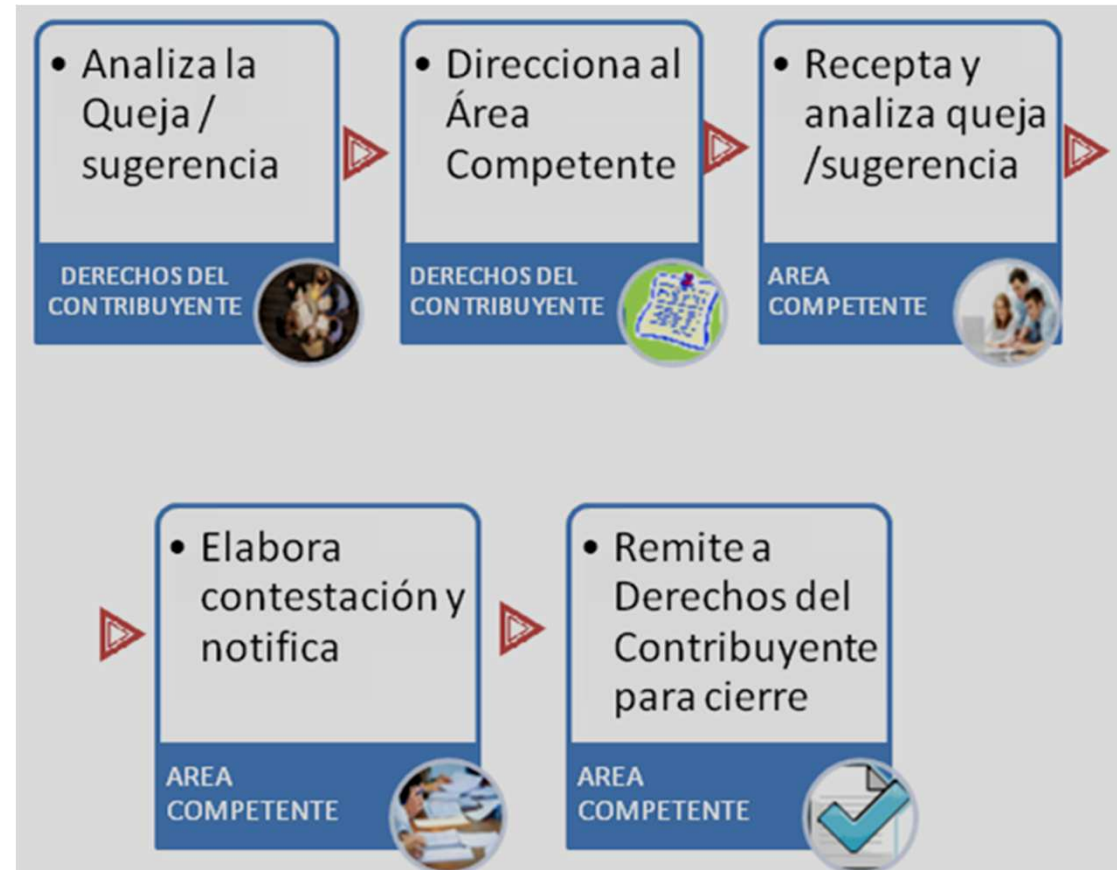 • Analiza la
Queja /
sugerencia
DERECHOS DEL
CONTRIBUYENTE
• Direcciona al
Área
Competente
DERECHOS DEL
CONTRIBUYENTE
• Recepta y
analiza queja
/sugerencia
AREA
COMPETENTE
• Elabora
contestación y
notifica
AREA
COMPETENTE
• Remite a
Derechos del
Contribuyente
para cierre
AREA
COMPETENTE